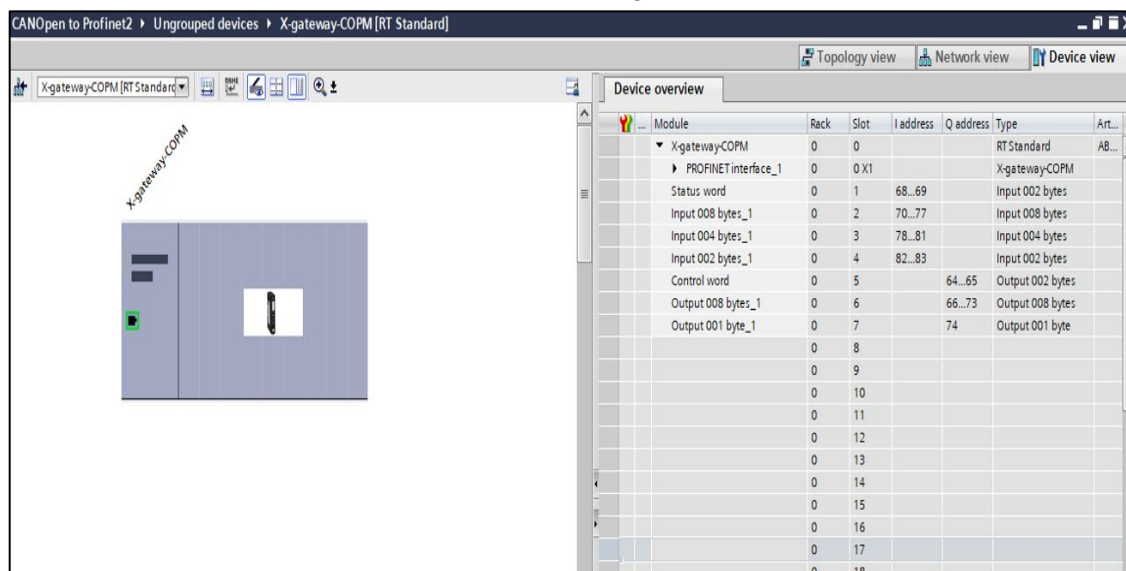 CANOpen to Profinet2 ▸ Ungrouped devices ▸ X-gateway-COPM [RT Standard]
Topology view Network view Device view
X-gateway-COPM [RT Standard
Device overview
X-gateway-COPM
... Module Rack Slot I address Q address Type Art...
X-gateway-COPM 0 0 RT Standard AB...
PROFINET interface_1 0 0 X1 X-gateway-COPM
Status word 0 1 68...69 Input 002 bytes
Input 008 bytes_1 0 2 70...77 Input 008 bytes
Input 004 bytes_1 0 3 78...81 Input 004 bytes
Input 002 bytes_1 0 4 82...83 Input 002 bytes
Control word 0 5 64...65 Output 002 bytes
Output 008 bytes_1 0 6 66...73 Output 008 bytes
Output 001 byte_1 0 7 74 Output 001 byte
0 8
0 9
0 10
0 11
0 12
0 13
0 14
0 15
0 16
0 17
0 18